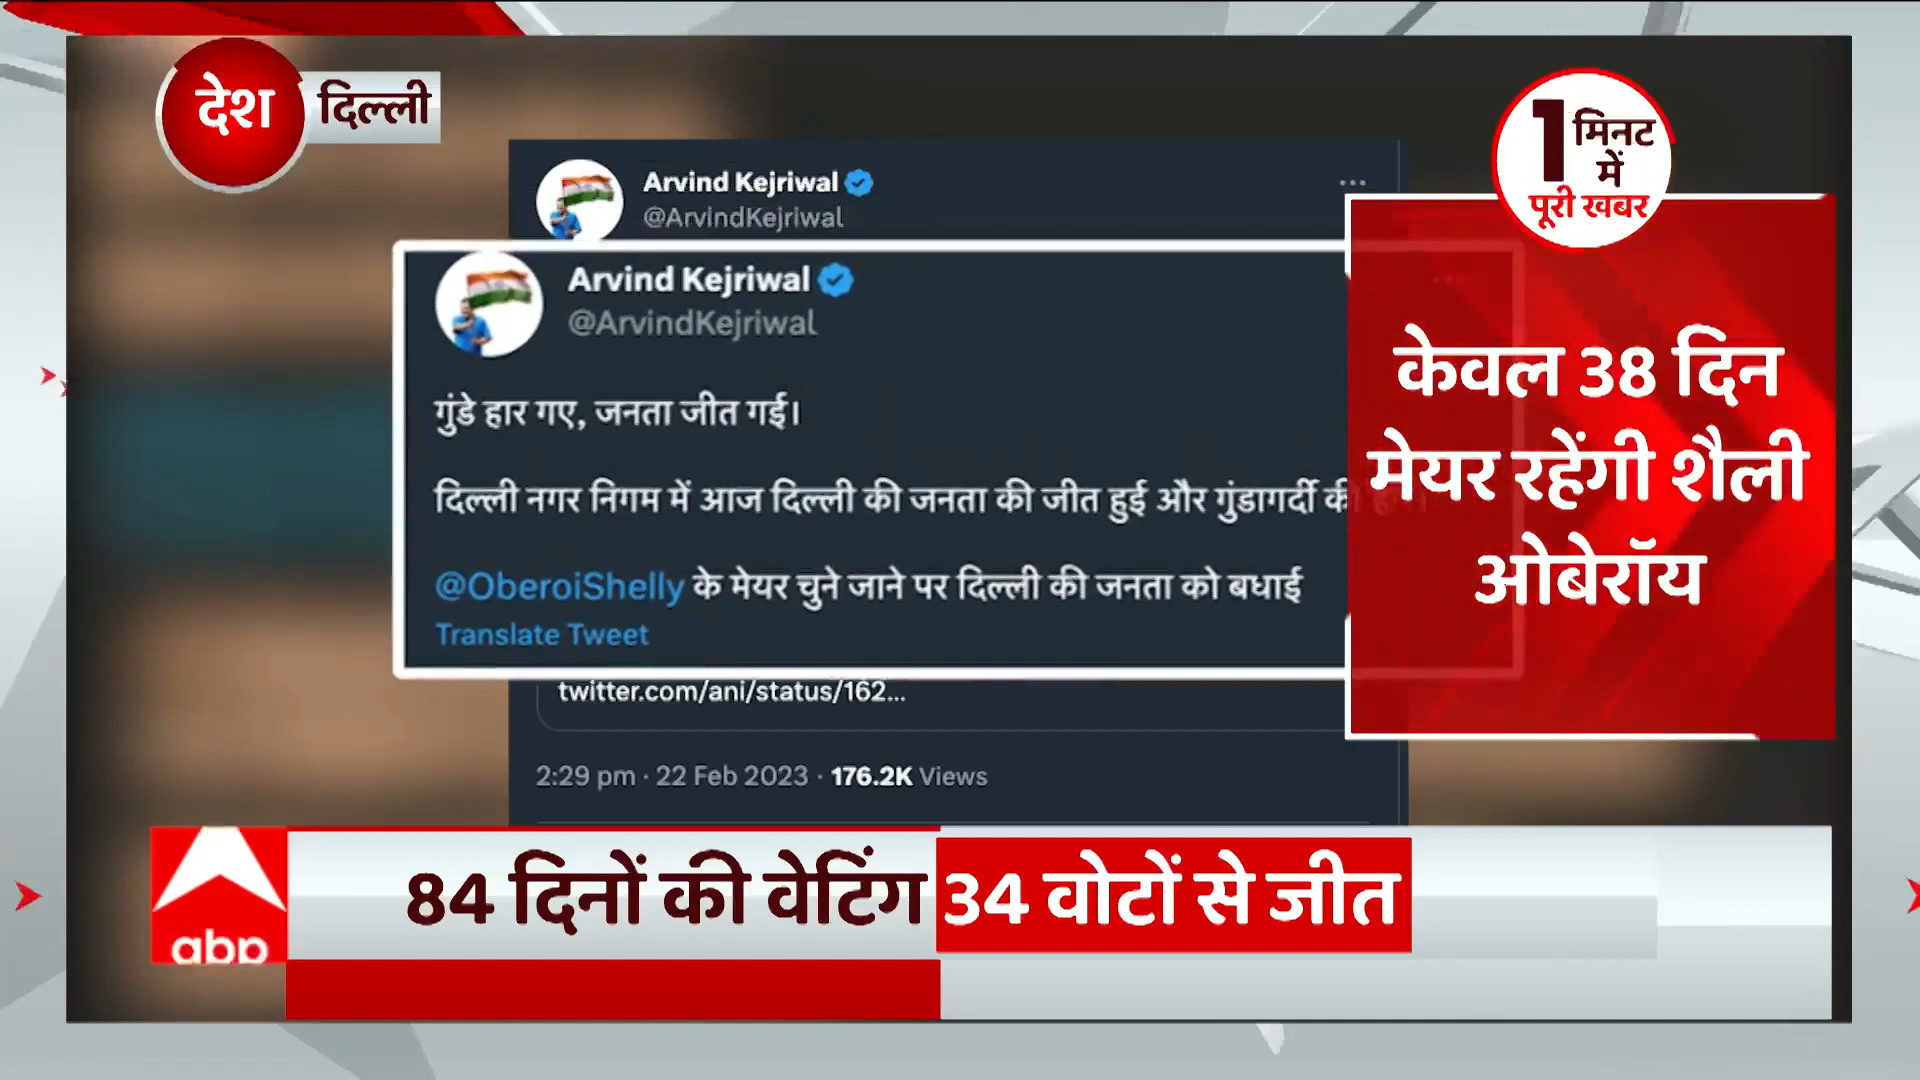 देश
दिल्ली
1 मिनट
में
पूरी खबर
Arvind Kejriwal
@ArvindKejriwal
Arvind Kejriwal
@ArvindKejriwal
गुंडे हार गए, जनता जीत गई।
दिल्ली नगर निगम में आज दिल्ली की जनता की जीत हुई और गुंडागर्दी की
@OberoiShelly के मेयर चुने जाने पर दिल्ली की जनता को बधाई
Translate Tweet
twitter.com/ani/status/162...
2:29 pm · 22 Feb 2023 · 176.2K Views
केवल 38 दिन
मेयर रहेंगी शैली
ओबेरॉय
84 दिनों की वेटिंग 34 वोटों से जीत
abp